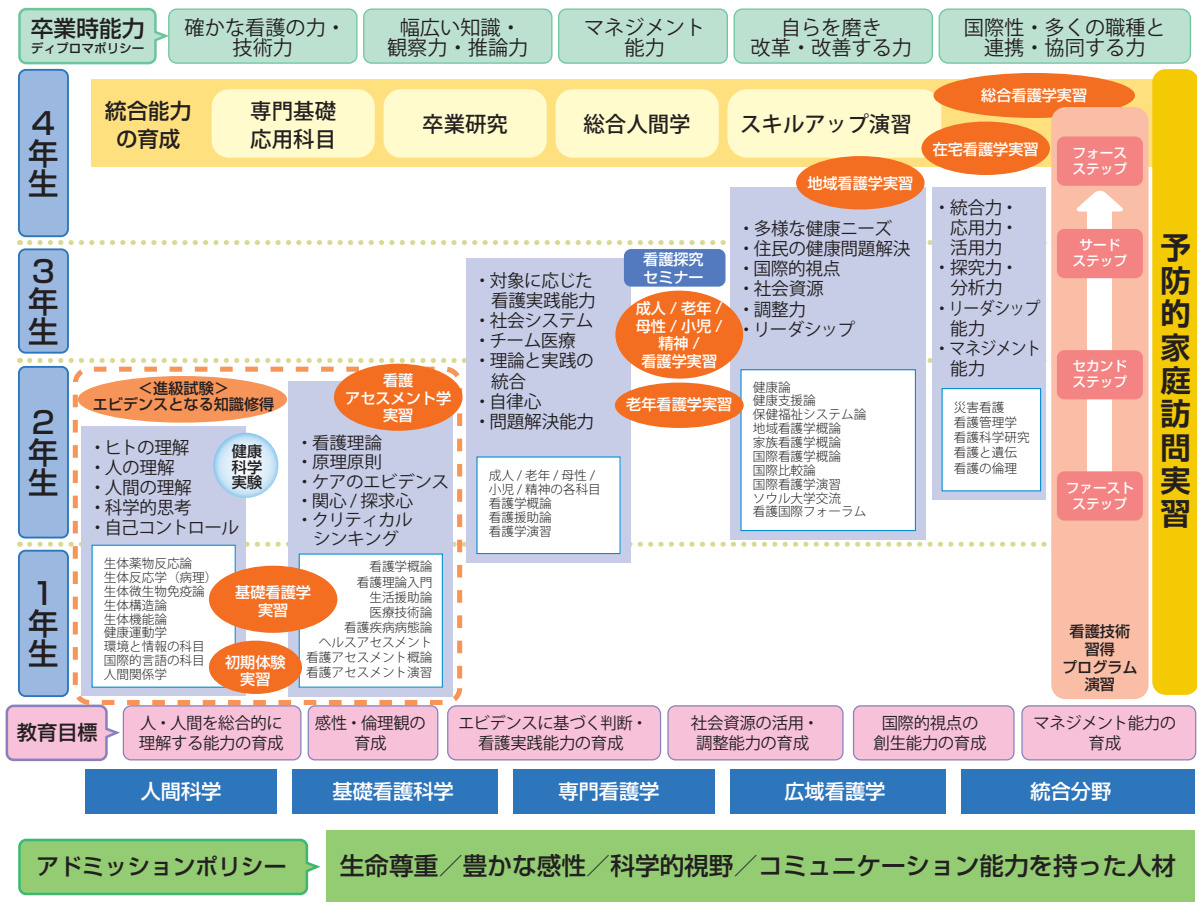 卒業時能力
ディプロマポリシー
確かな看護の力・
技術力
幅広い知識・
観察力・推論力
マネジメント
能力
自らを磨き
改革・改善する力
国際性・多くの職種と
連携・協同する力
4年生
統合能力
の育成
専門基礎
応用科目
卒業研究
総合人間学
スキルアップ演習
総合看護学実習
在宅看護学実習
地域看護学実習
フォース
ステップ
サード
ステップ
セカンド
ステップ
ファースト
ステップ
看護技術
習得
プログラム
演習
予防的家庭訪問実習
3年生
・統合力・
応用力・
活用力
・探究力・
分析力
・リーダシップ
能力
・マネジメント
能力
災害看護
看護管理学
看護科学研究
看護と遺伝
看護の倫理
・多様な健康ニーズ
・住民の健康問題解決
・国際的視点
・社会資源
・調整力
・リーダシップ
健康論
健康支援論
保健福祉システム論
地域看護学概論
家族看護学概論
国際看護学概論
国際比較論
国際看護学演習
ソウル大学交流
看護国際フォーラム
看護探究
セミナー
成人 / 老年 /
母性 / 小児 /
精神 /
看護学実習
老年看護学実習
・対象に応じた
看護実践能力
・社会システム
・チーム医療
・理論と実践の
統合
・自律心
・問題解決能力
成人 / 老年 / 母性 /
小児 / 精神の各科目
看護学概論
看護援助論
看護学演習
2年生
＜進級試験＞
エビデンスとなる知識修得
看護
アセスメント学
実習
・ヒトの理解
・人の理解
・人間の理解
・科学的思考
・自己コントロール
健康
科学
実験
・看護理論
・原理原則
・ケアのエビデンス
・関心 / 探求心
・クリティカル
シンキング
1年生
生体薬物反応論
生体反応学（病理）
生体微生物免疫論
生体構造論
生体機能論
健康運動学
環境と情報の科目
国際的言語の科目
人間関係学
基礎看護学
実習
初期体験
実習
看護学概論
看護理論入門
生活援助論
医療技術論
看護疾病病態論
ヘルスアセスメント
看護アセスメント概論
看護アセスメント演習
教育目標
人・人間を総合的に
理解する能力の育成
感性・倫理観の
育成
エビデンスに基づく判断・
看護実践能力の育成
社会資源の活用・
調整能力の育成
国際的視点の
創生能力の育成
マネジメント能力の
育成
人間科学
基礎看護科学
専門看護学
広域看護学
統合分野
アドミッションポリシー
生命尊重／豊かな感性／科学的視野／コミュニケーション能力を持った人材